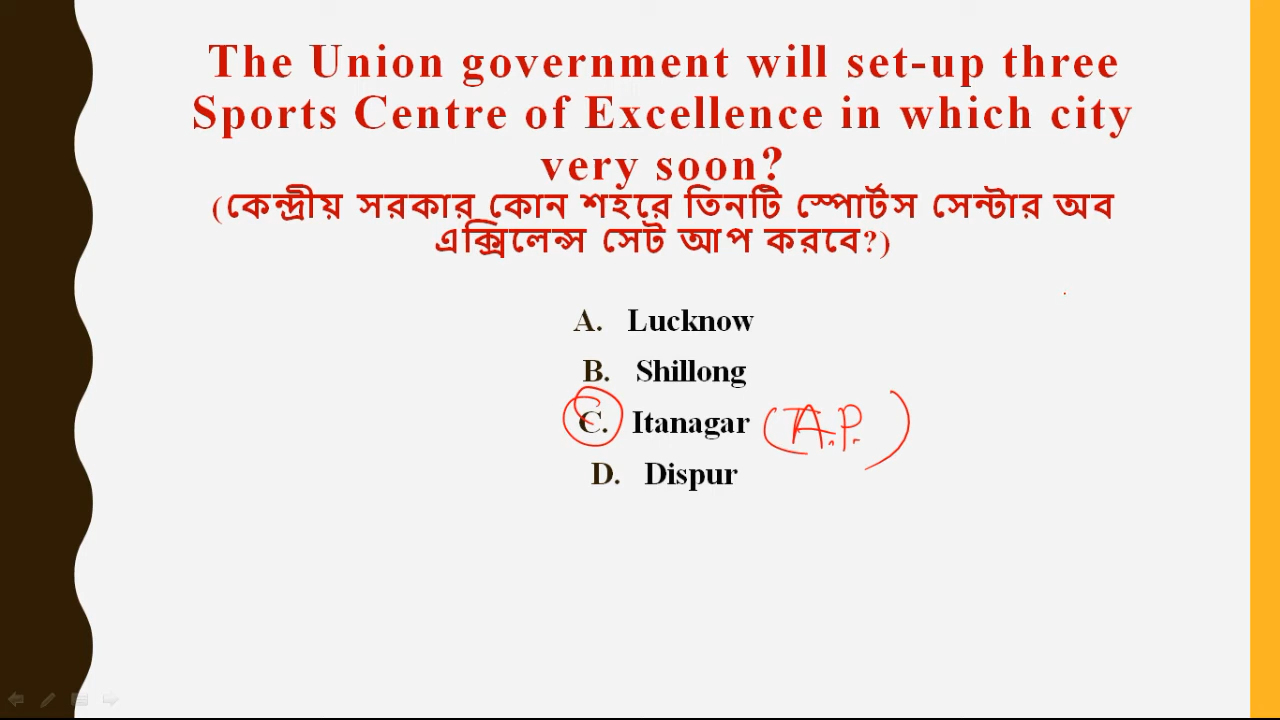 The Union government will set-up three
Sports Centre of Excellence in which city
very soon?
(কেন্দ্রীয় সরকার কোন শহরে তিনটি স্পোর্টস সেন্টার অব
এক্সিলেন্স সেট আপ করবে?)
A. Lucknow
B. Shillong
C. Itanagar (A.P.)
D. Dispur